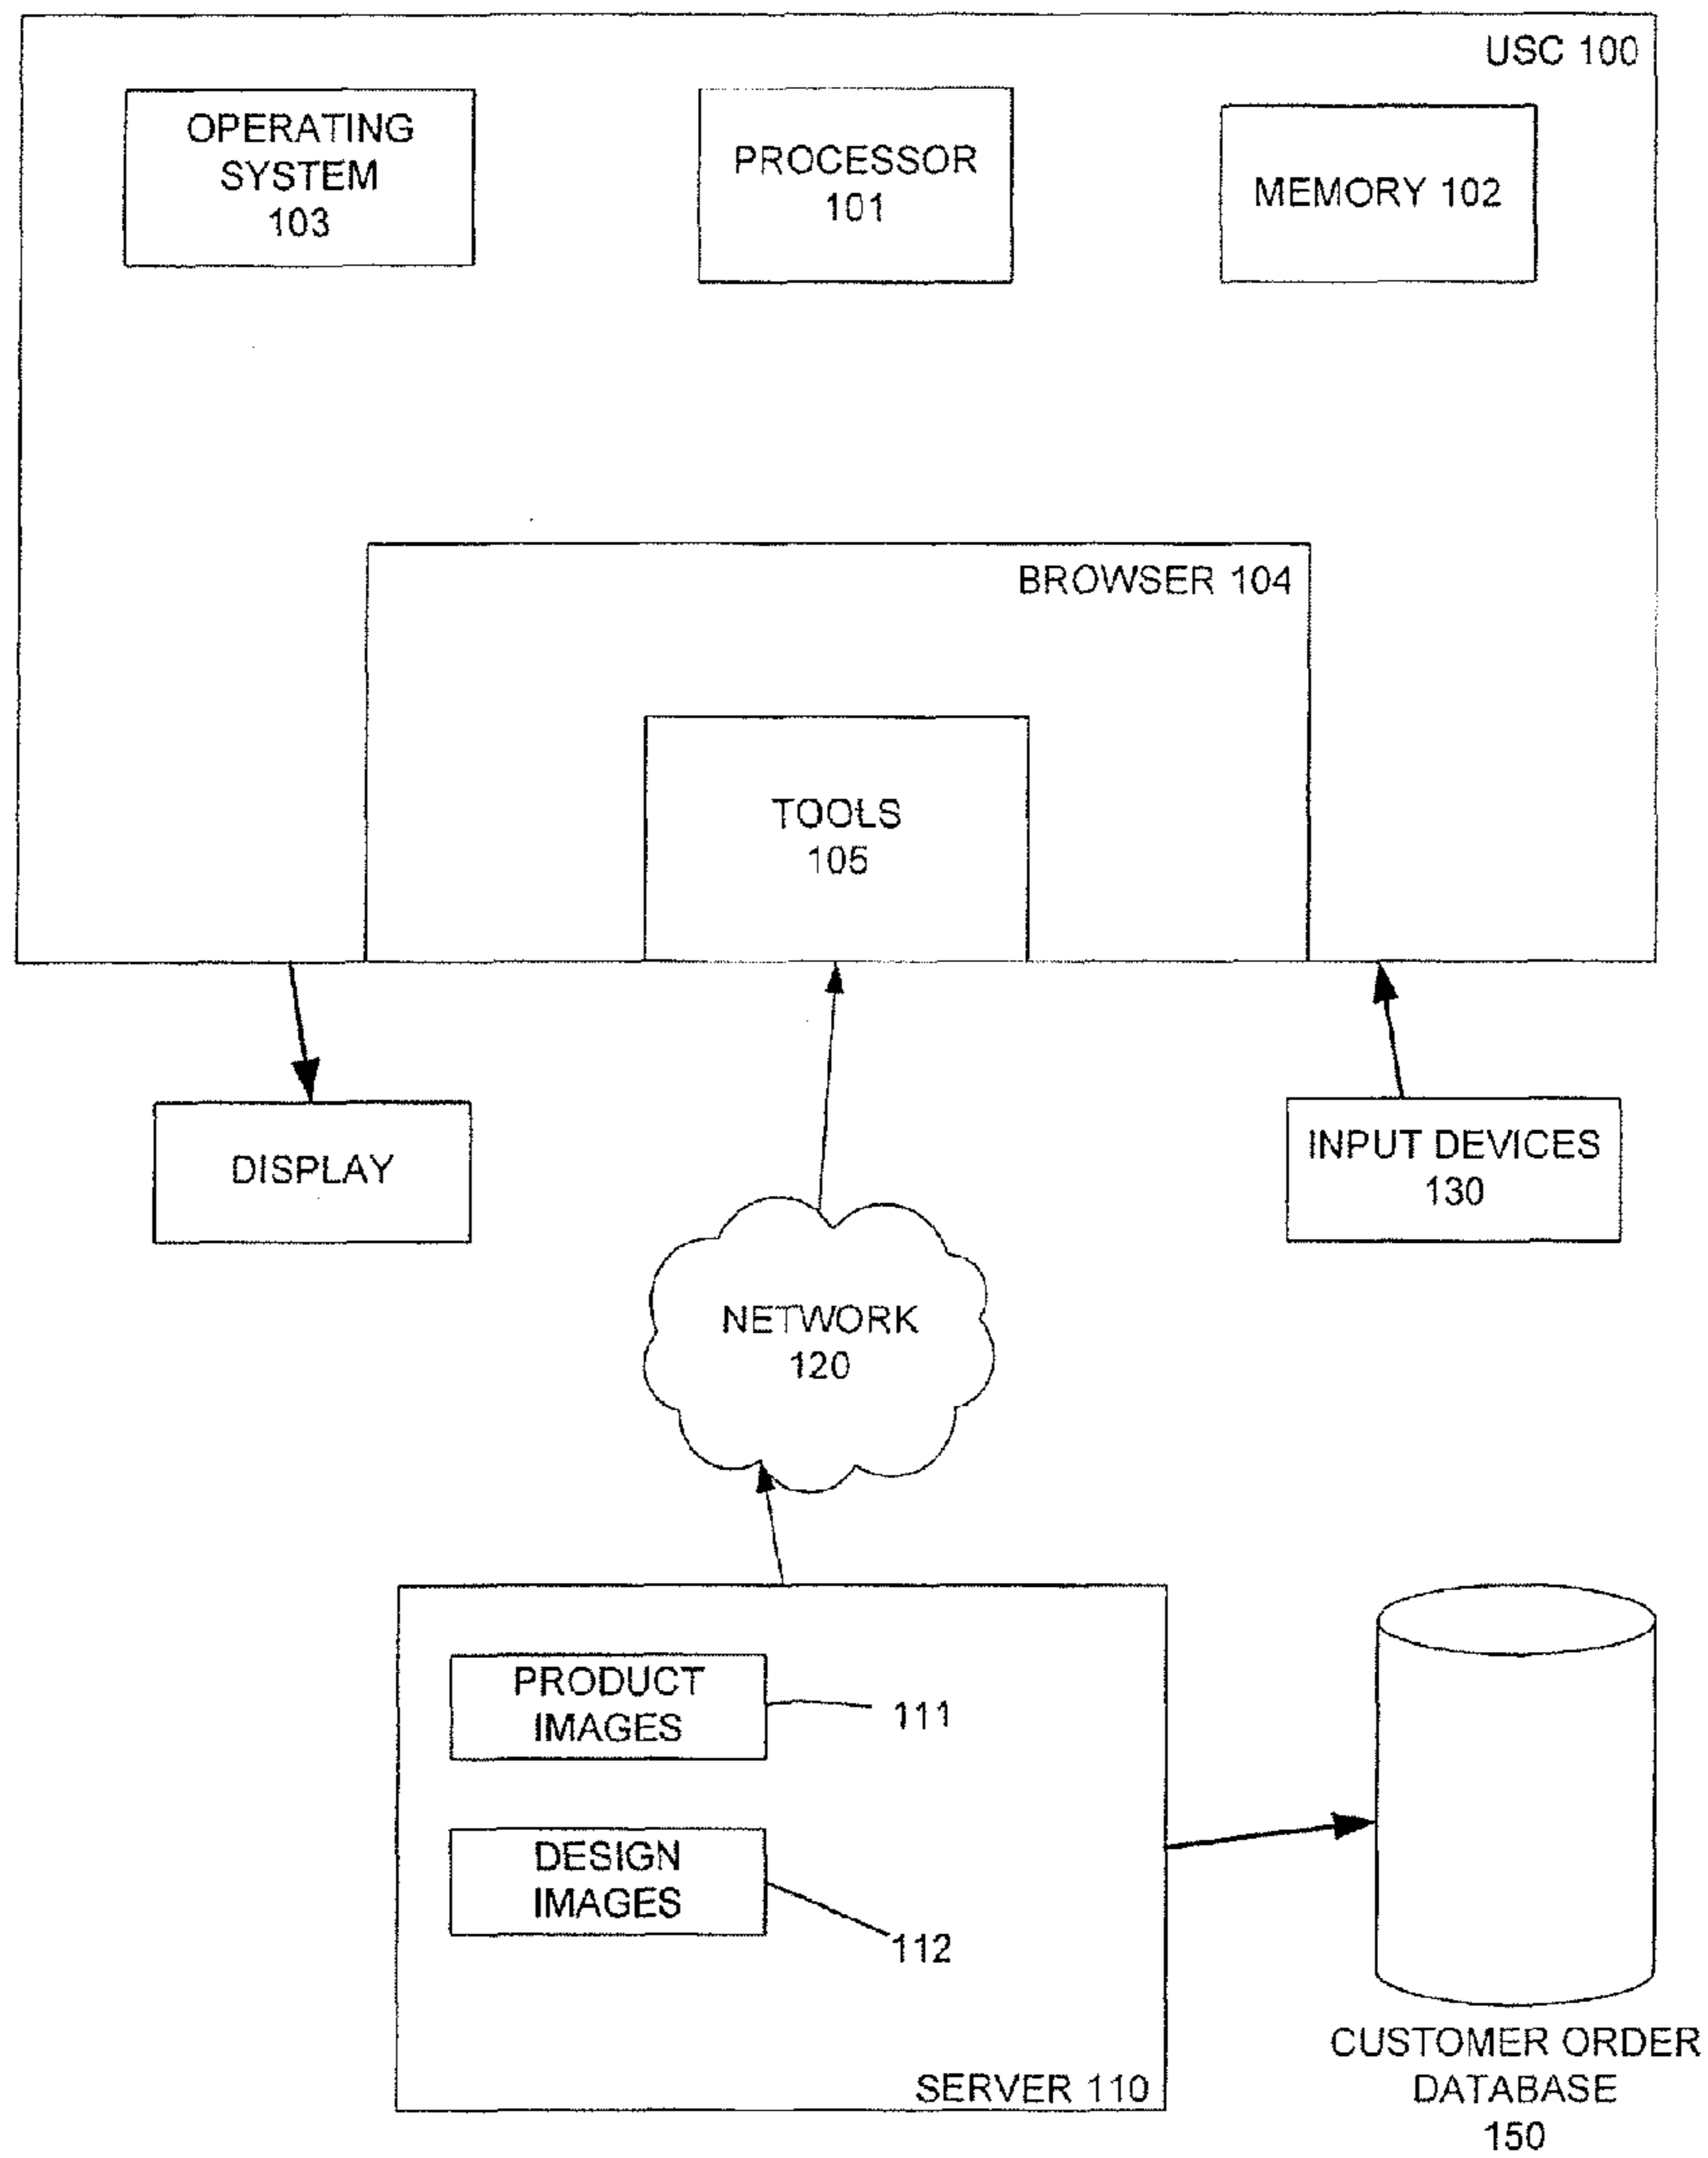 USC 100
OPERATING
SYSTEM
103
PROCESSOR
101
MEMORY 102
BROWSER 104
TOOLS
105
DISPLAY
INPUT DEVICES
130
NETWORK
120
PRODUCT
IMAGES
111
DESIGN
IMAGES
112
SERVER 110
CUSTOMER ORDER
DATABASE
150